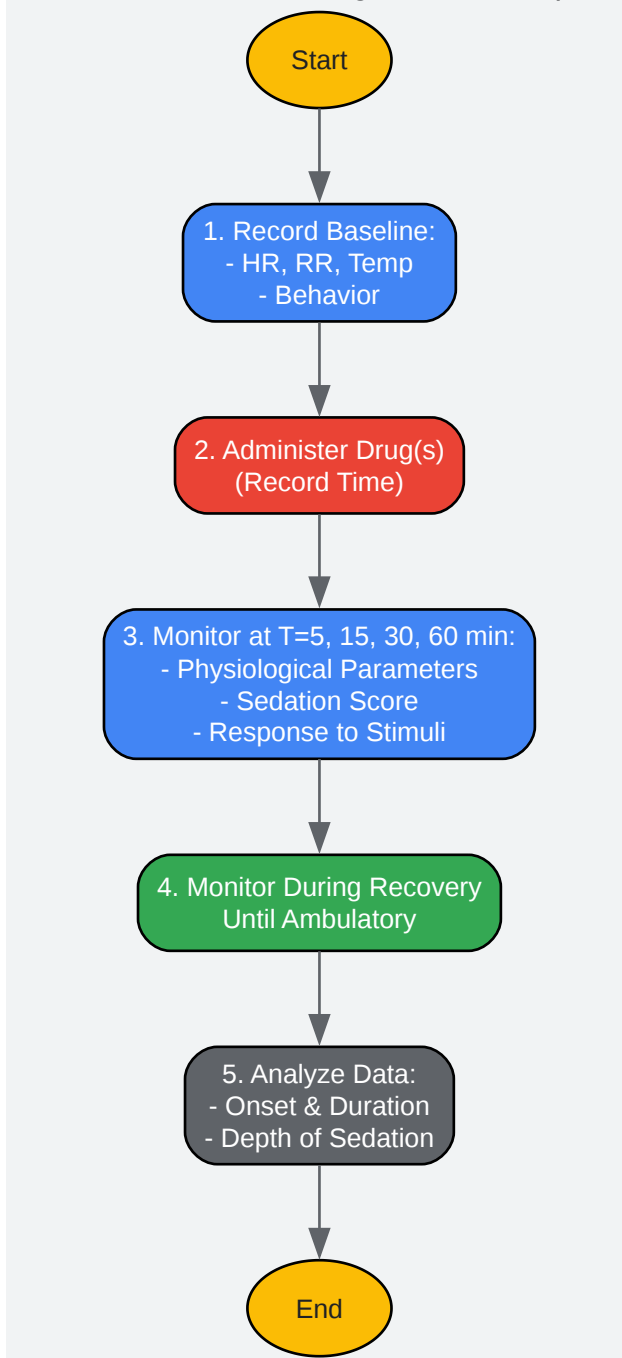 Start
1. Record Baseline:
- HR, RR, Temp
- Behavior
2. Administer Drug(s)
(Record Time)
3. Monitor at T=5, 15, 30, 60 min:
- Physiological Parameters
- Sedation Score
- Response to Stimuli
4. Monitor During Recovery
Until Ambulatory
5. Analyze Data:
- Onset & Duration
- Depth of Sedation
End